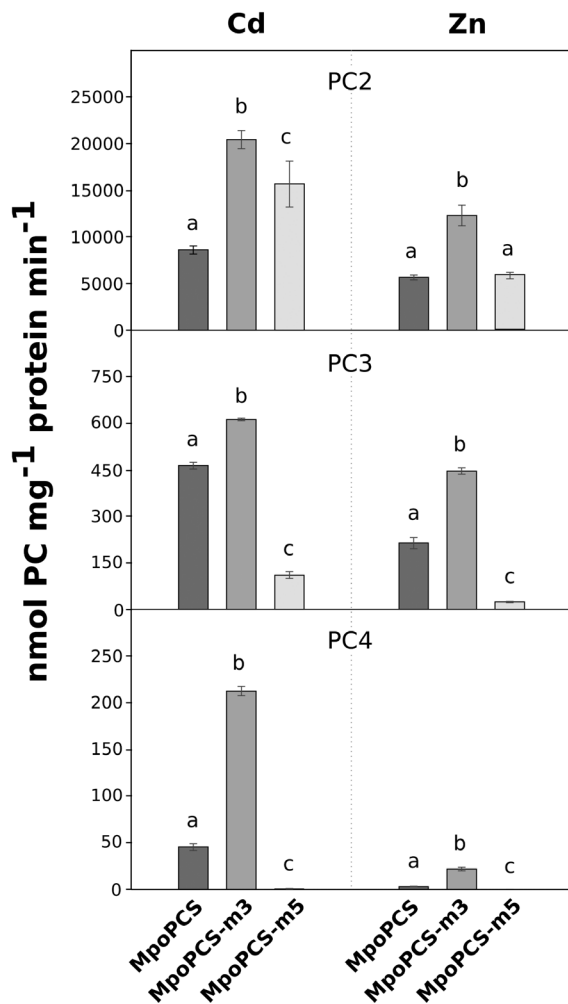 Cd Zn
nmol PC mg-1 protein min-1
PC2
25000
20000
15000
10000
5000
0
a b c a b a
PC3
750
600
450
300
150
0
a b c a b c
PC4
250
200
150
100
50
0
a b c a b c
MpoPCS MpoPCS-m3 MpoPCS-m5 MpoPCS MpoPCS-m3 MpoPCS-m5